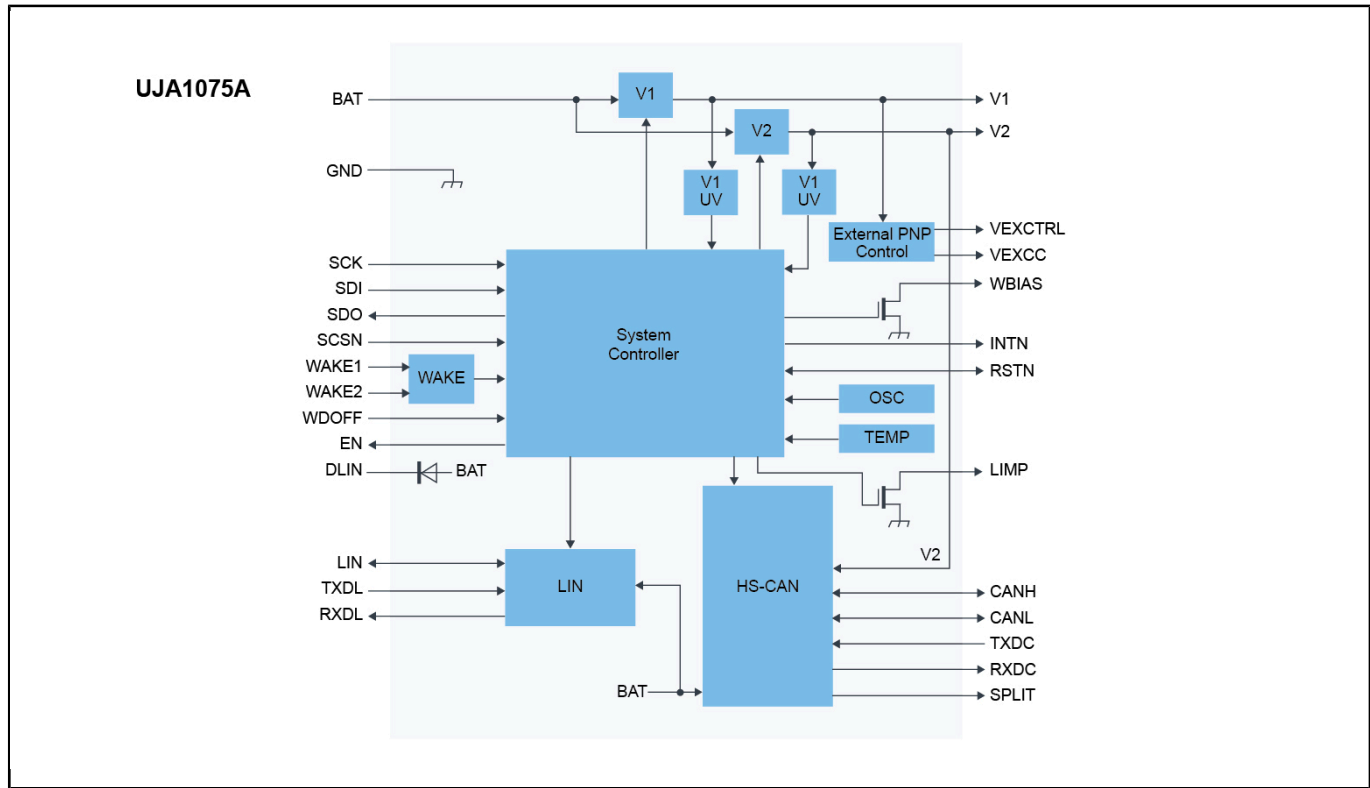 UJA1075A
BAT
V1
V1
V2
V2
GND
V1
UV
V1
UV
External PNP
Control
VEXCTRL
VEXCC
SCK
SDI
SDO
SCSN
WAKE1
WAKE2
WAKE
WDOFF
EN
DLIN
BAT
System
Controller
WBIAS
INTN
RSTN
OSC
TEMP
LIMP
V2
LIN
TXDL
RXDL
LIN
HS-CAN
BAT
CANH
CANL
TXDC
RXDC
SPLIT